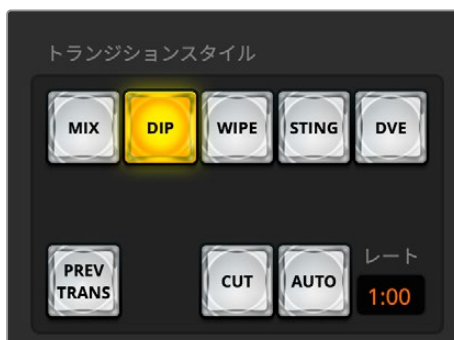 トランジションスタイル
MIX
DIP
WIPE
STING
DVE
PREV
TRANS
CUT
AUTO
レート
1:00